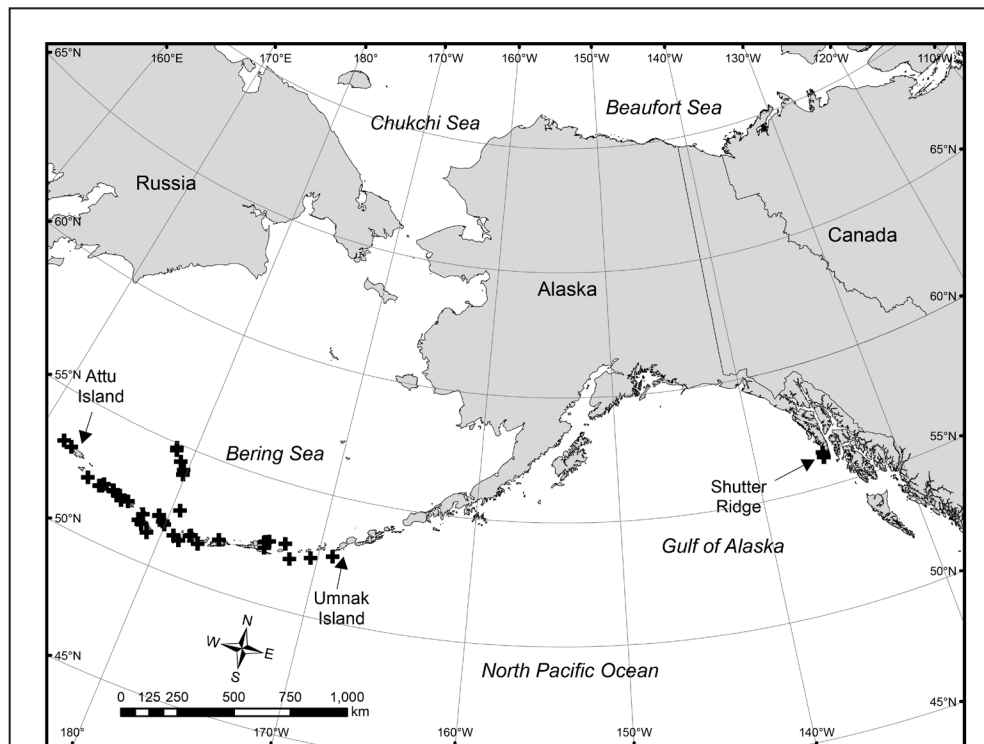 65°N
160°E
170°E
180°
170°W
160°W
150°W
140°W
130°W
120°W
110°W
Chukchi Sea
Beaufort Sea
65°N
Russia
60°N
Canada
Alaska
60°N
55°N
Attu
Island
Bering Sea
55°N
Shutter
Ridge
50°N
Gulf of Alaska
50°N
Umnak
Island
N
W
E
S
45°N
North Pacific Ocean
0 125 250 500 750 1,000
km
45°N
180°
170°W
160°W
150°W
140°W